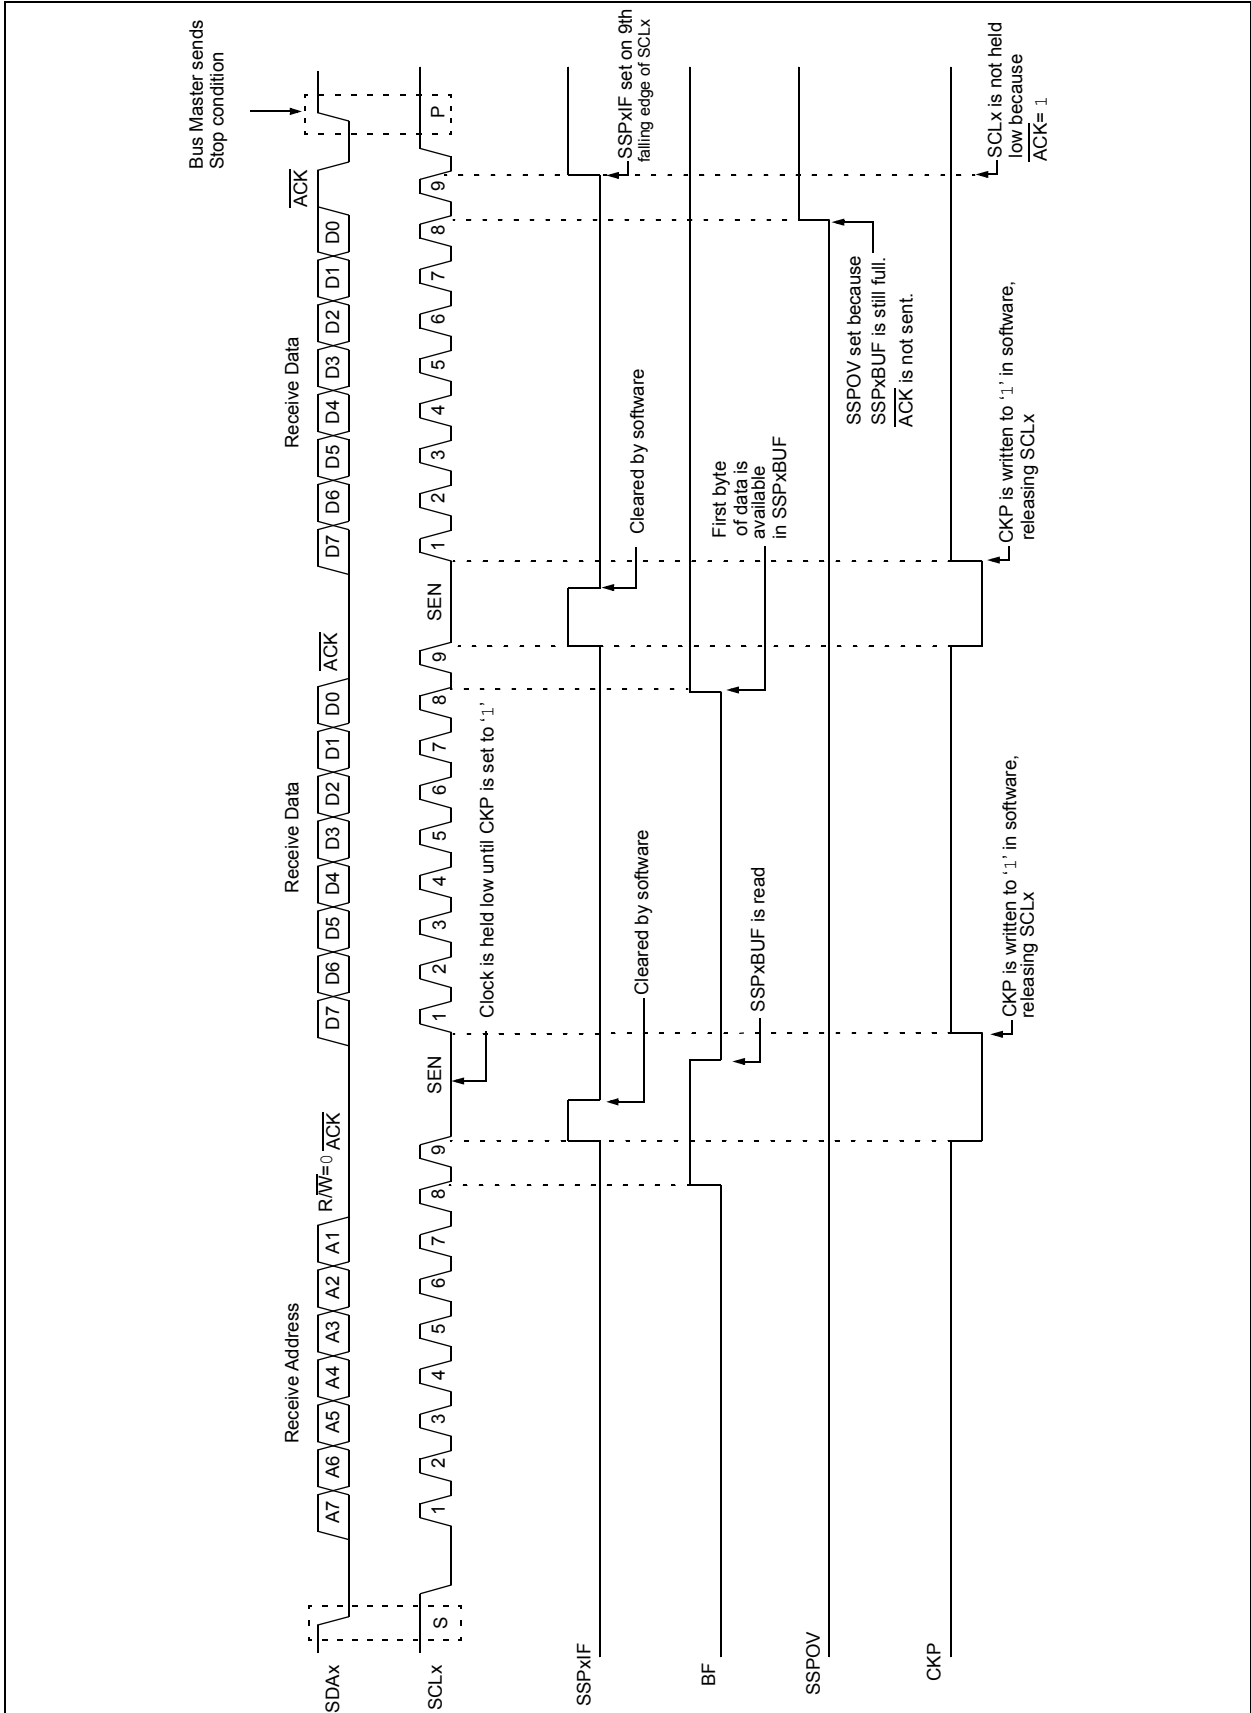 Bus Master sends
Stop condition
Receive Address
R/W=0
ACK
Receive Data
ACK
Receive Data
ACK
SDAx
A7 A6 A5 A4 A3 A2 A1
D7 D6 D5 D4 D3 D2 D1 D0
D7 D6 D5 D4 D3 D2 D1 D0
SCLx
S
1 2 3 4 5 6 7 8 9
SEN
1 2 3 4 5 6 7 8 9
SEN
1 2 3 4 5 6 7 8 9
P
Clock is held low until CKP is set to ‘1’
SSPxIF
Cleared by software
Cleared by software
SSPxIF set on 9th
falling edge of SCLx
BF
SSPxBUF is read
First byte
of data is
available
in SSPxBUF
SSPOV
SSPOV set because
SSPxBUF is still full.
ACK is not sent.
CKP
CKP is written to ‘1’ in software,
releasing SCLx
CKP is written to ‘1’ in software,
releasing SCLx
SCLx is not held
low because
ACK= 1